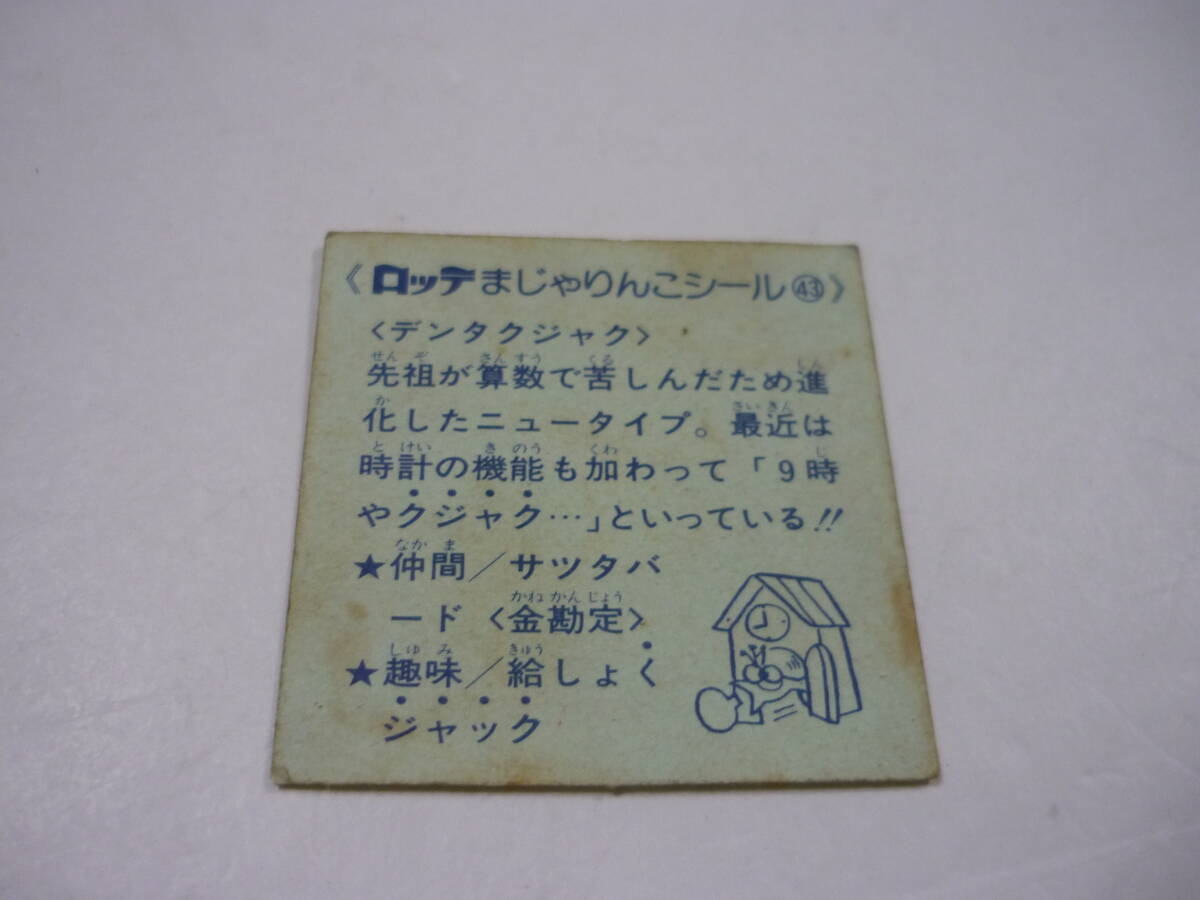 《ロッテまじゃりんこシール㊸》
〈デンタクジャク〉
先祖が算数で苦しんだため進
化したニュータイプ。最近は
時計の機能も加わって「9時
やクジャク…」といっている!!
★仲間／サツタバ
ード〈金勘定〉
★趣味／給しょく
ジャック